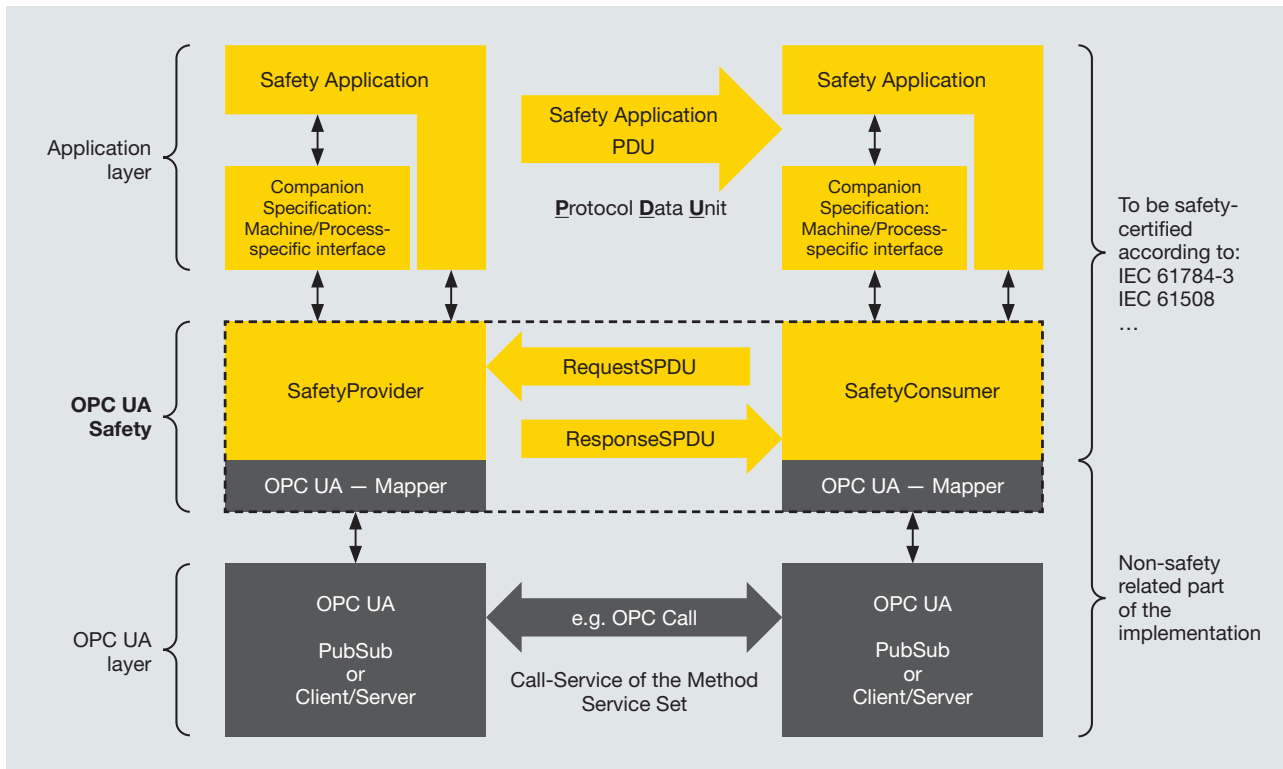 Application
layer
Safety Application
Companion
Specification:
Machine/Process-
specific interface
Safety Application
PDU
Protocol Data Unit
Safety Application
Companion
Specification:
Machine/Process-
specific interface
To be safety-
certified
according to:
IEC 61784-3
IEC 61508
...
OPC UA
Safety
SafetyProvider
RequestSPDU
ResponseSPDU
SafetyConsumer
OPC UA — Mapper
OPC UA — Mapper
OPC UA
layer
OPC UA
PubSub
or
Client/Server
e.g. OPC Call
Call-Service of the Method
Service Set
OPC UA
PubSub
or
Client/Server
Non-safety
related part
of the
implementation